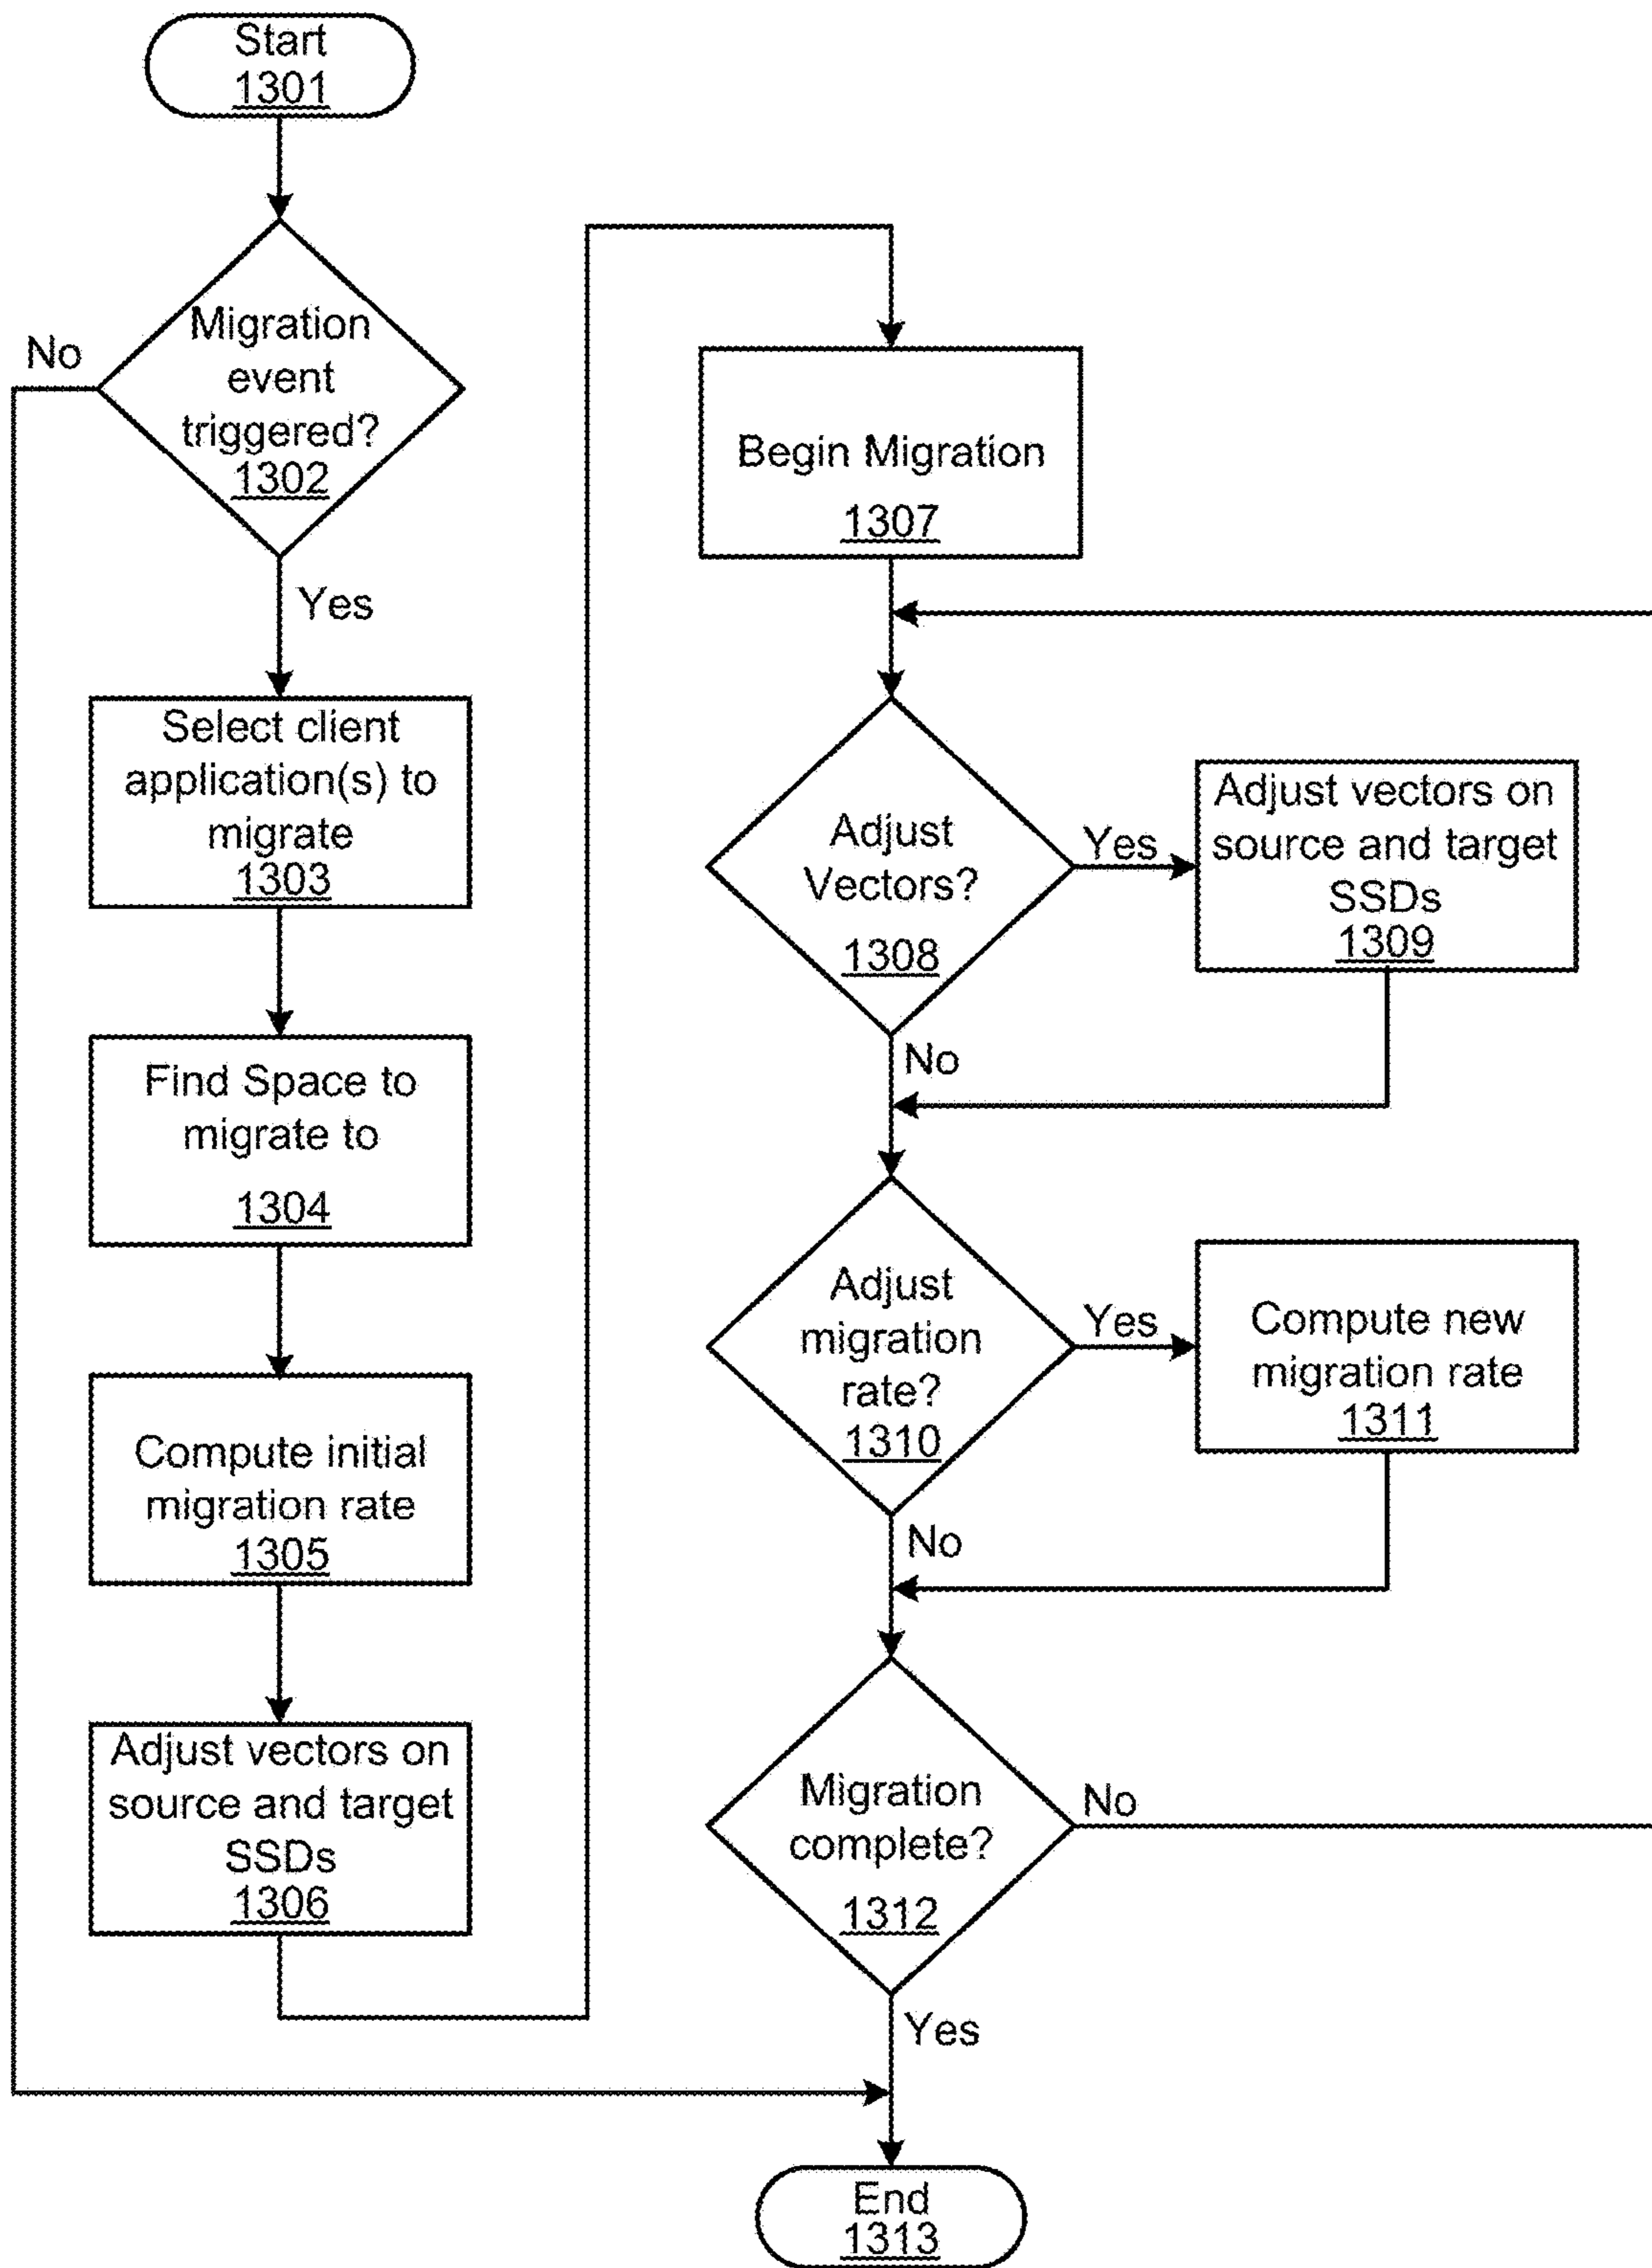 Start
1301
Migration
event
triggered?
1302
No
Yes
Select client
application(s) to
migrate
1303
Find Space to
migrate to
1304
Compute initial
migration rate
1305
Adjust vectors on
source and target
SSDs
1306
Begin Migration
1307
Adjust
Vectors?
1308
Yes
Adjust vectors on
source and target
SSDs
1309
No
Adjust
migration
rate?
1310
Yes
Compute new
migration rate
1311
No
Migration
complete?
1312
No
Yes
End
1313